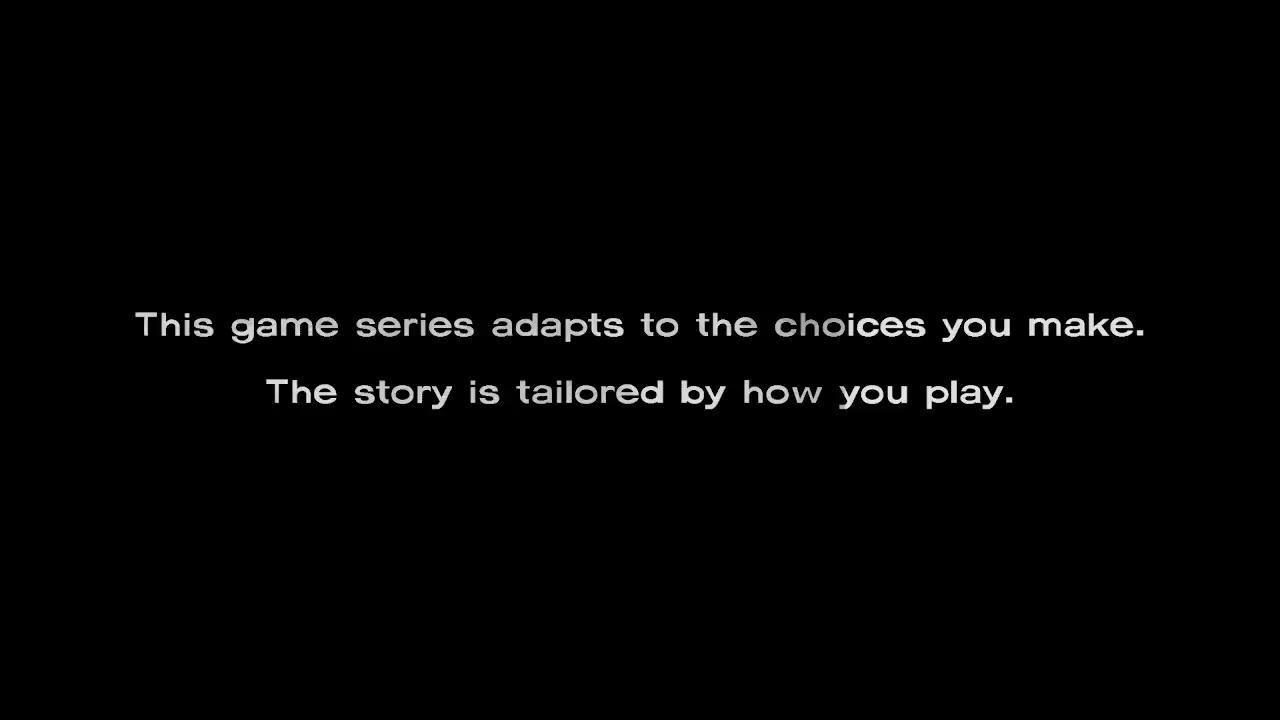 This game series adapts to the choices you make.
The story is tailored by how you play.